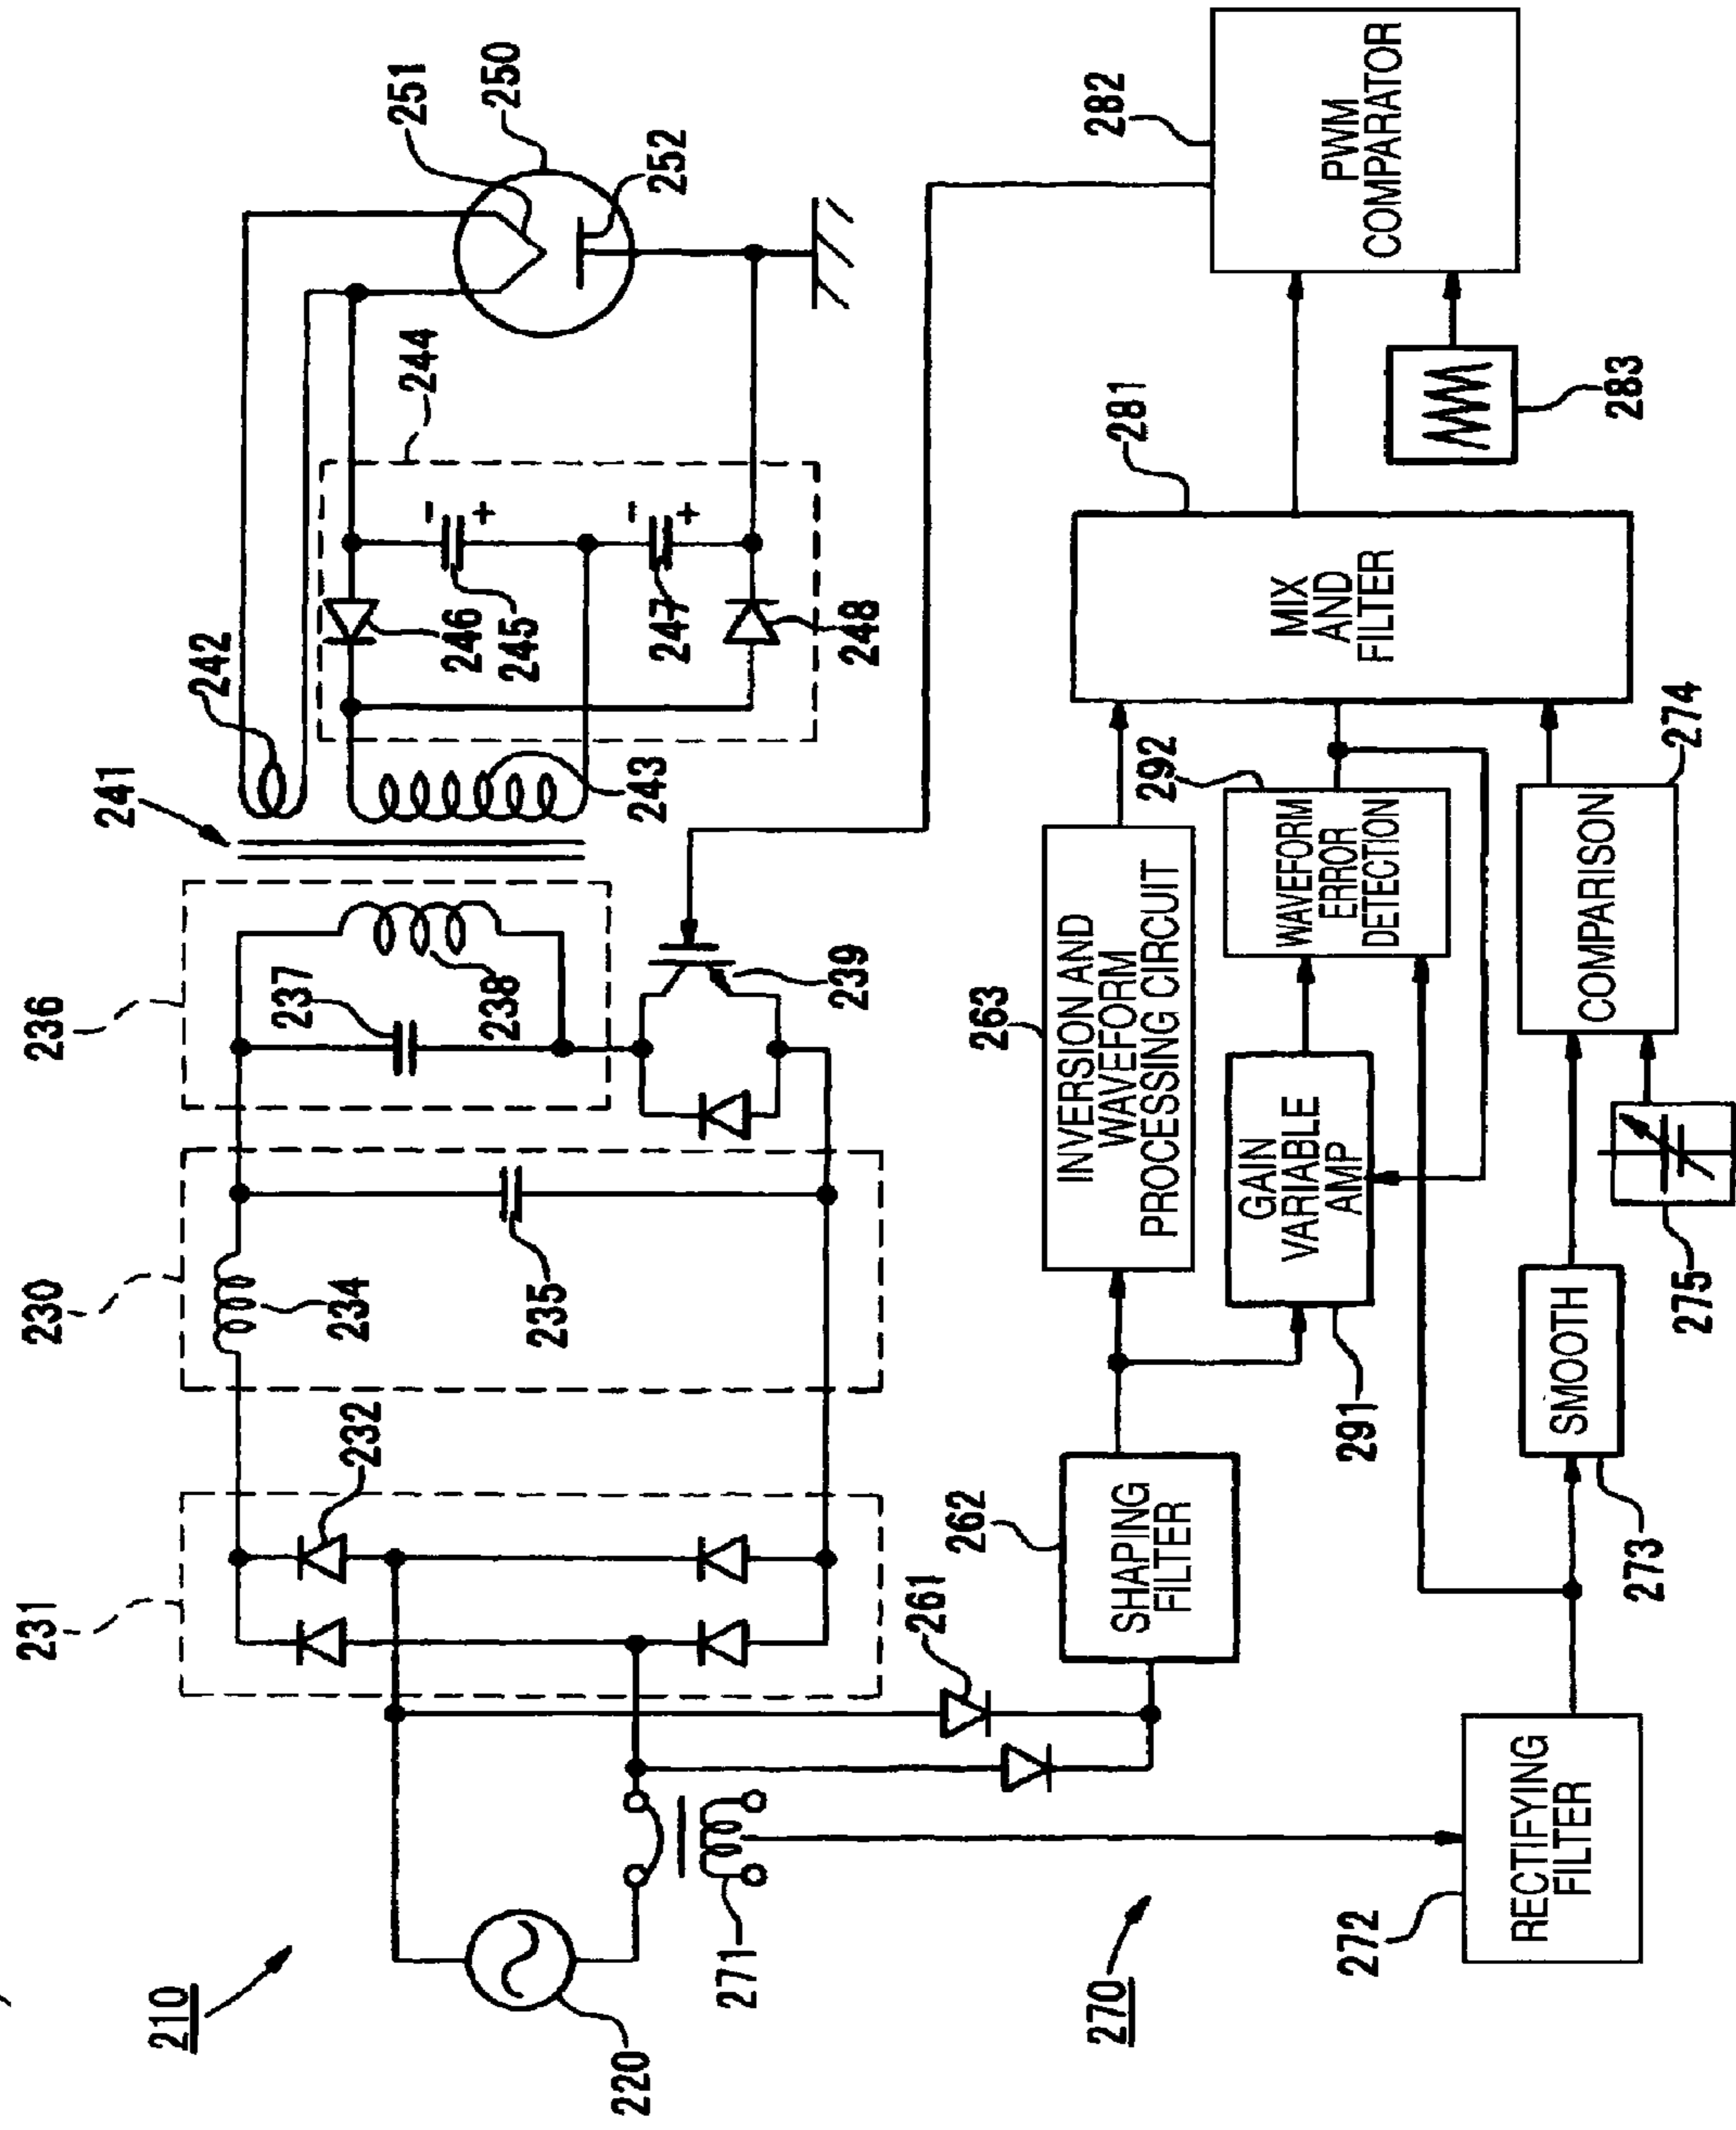 210
220
231
232
230
234
235
236
237
238
239
241
242
243
244
246
245
247
248
251
250
252
261
271
270
272
RECTIFYING
FILTER
262
SHAPING
FILTER
263
INVERSION AND
WAVEFORM
PROCESSING CIRCUIT
291
GAIN
VARIABLE
AMP
292
WAVEFORM
ERROR
DETECTION
273
SMOOTH
275
COMPARISON
274
281
MIX
AND
FILTER
282
PWM
COMPARATOR
283
-
+
-
+